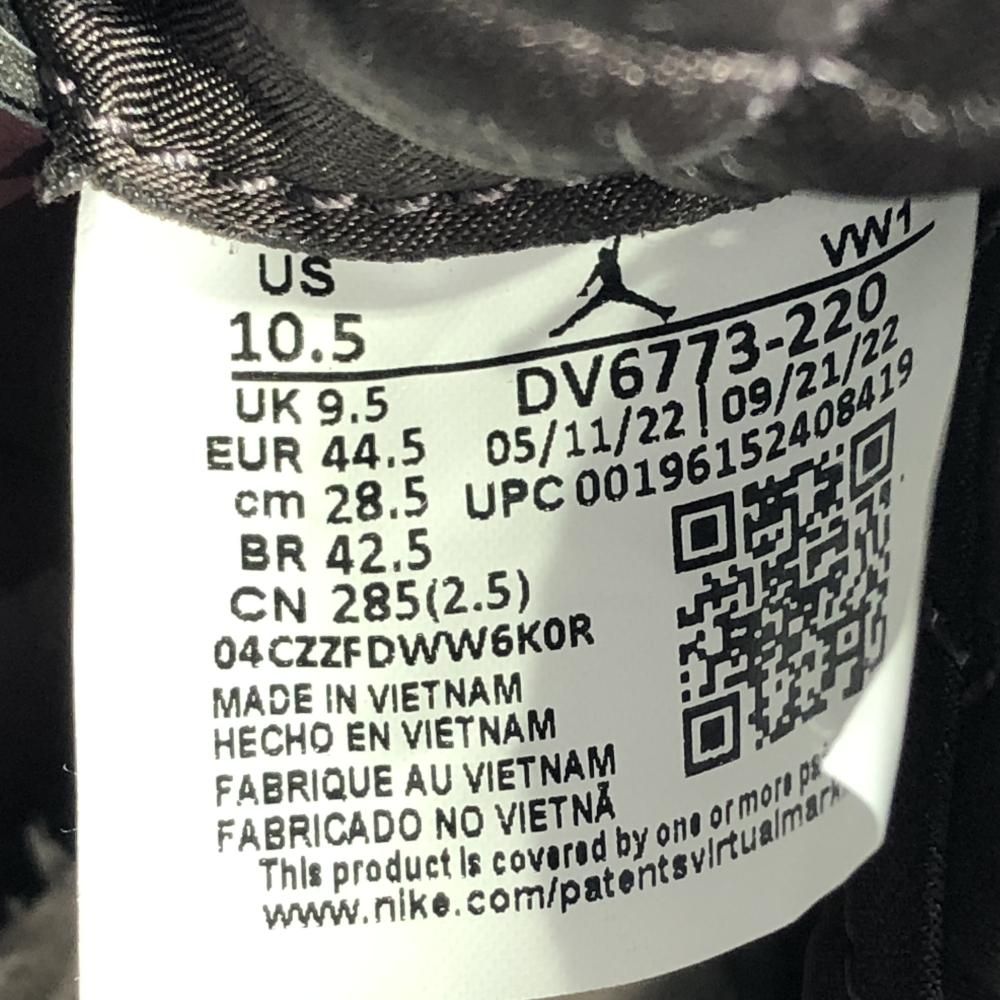 US
VW1
10.5
DV6773-220
UK 9.5
05/11/22 | 09/21/22
EUR 44.5
UPC 00196152408419
cm 28.5
BR 42.5
CN 285(2.5)
04CZZFDWW6K0R
MADE IN VIETNAM
HECHO EN VIETNAM
FABRIQUE AU VIETNAM
FABRICADO NO VIETNÃ
This product is covered by one or more
www.nike.com/patentsvirtualmark